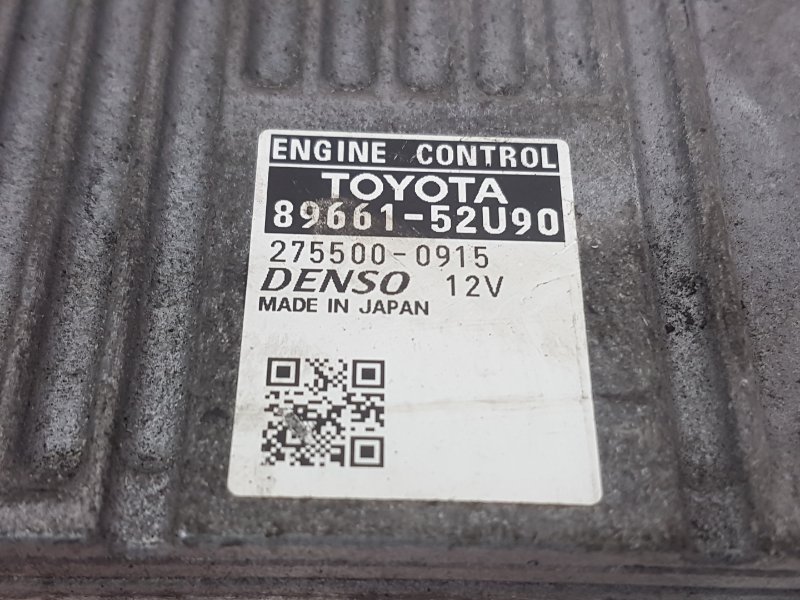 ENGINE CONTROL
TOYOTA
89661-52U90
275500-0915
DENSO 12V
MADE IN JAPAN